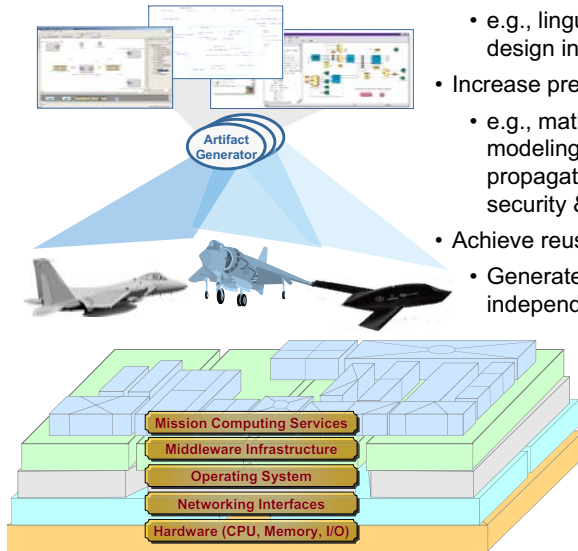 • e.g., lingu
design in
• Increase pre
• e.g., mat
modeling
propagat
security &
• Achieve reus
• Generate
independ
Artifact
Generator
Mission Computing Services
Middleware Infrastructure
Operating System
Networking Interfaces
Hardware (CPU, Memory, I/O)